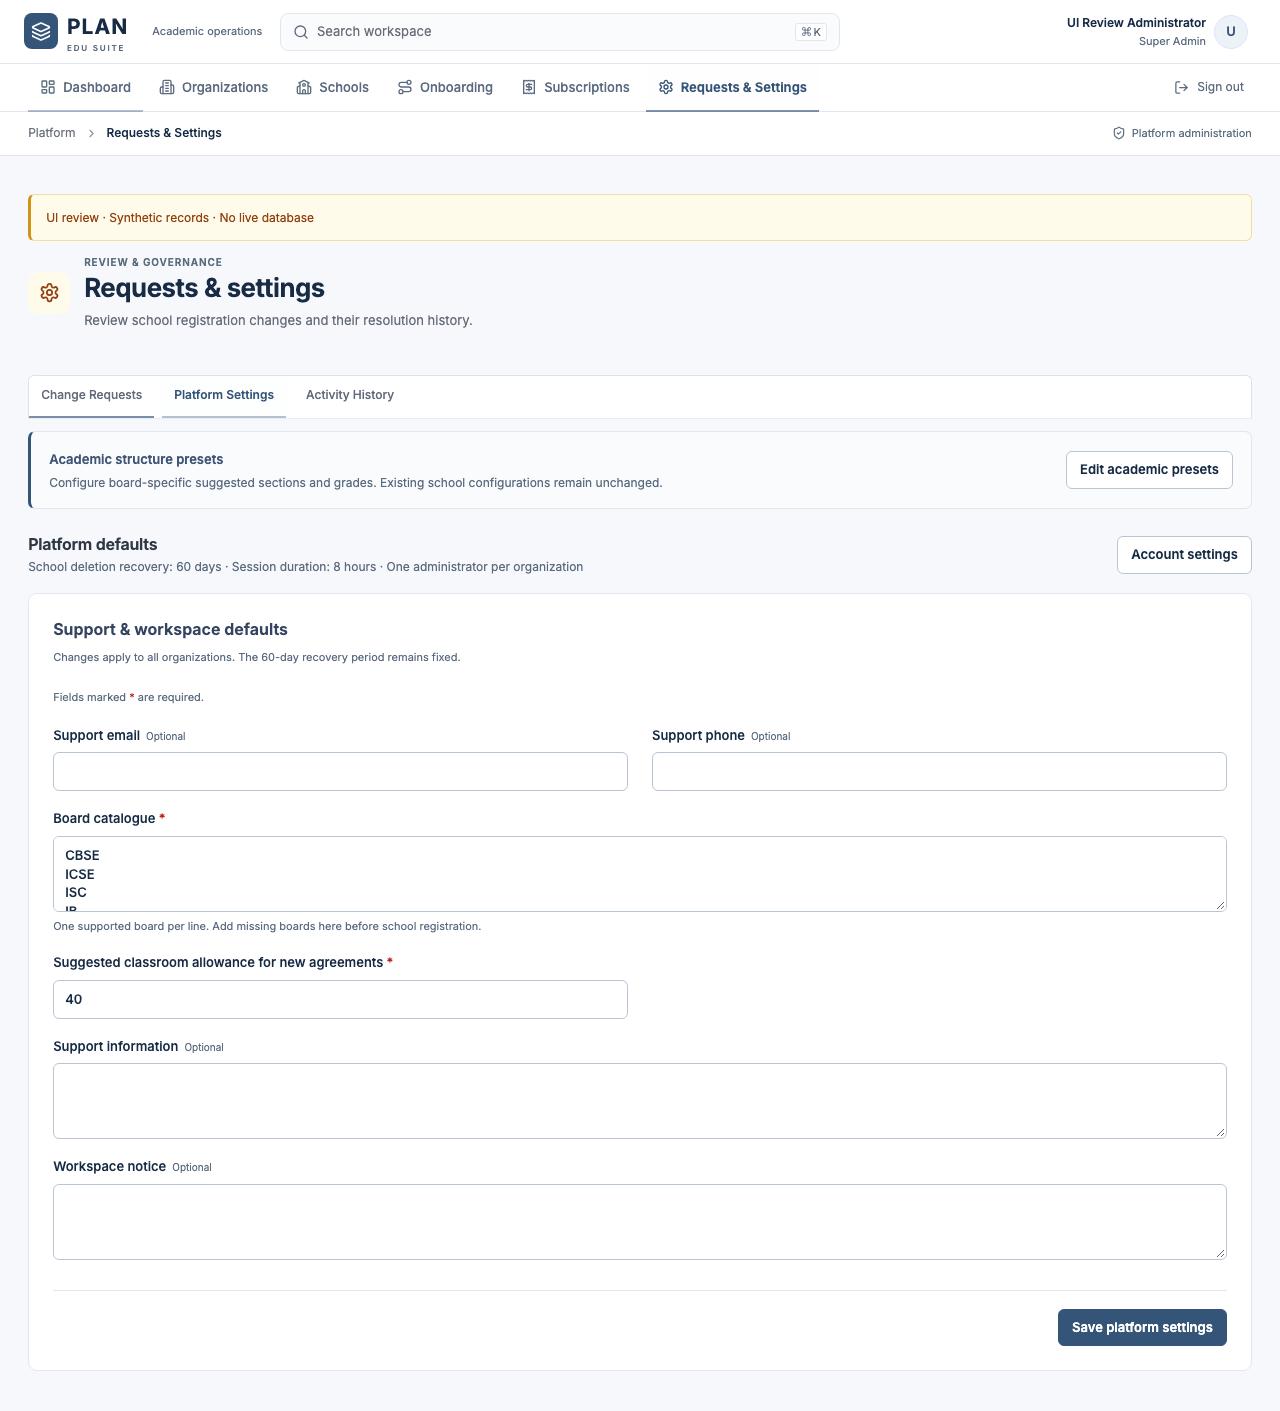 PLAN
EDU SUITE
Academic operations
Search workspace
⌘K
UI Review Administrator
Super Admin
U
Dashboard
Organizations
Schools
Onboarding
Subscriptions
Requests & Settings
Sign out
Platform
Requests & Settings
Platform administration
UI review · Synthetic records · No live database
REVIEW & GOVERNANCE
Requests & settings
Review school registration changes and their resolution history.
Change Requests
Platform Settings
Activity History
Academic structure presets
Configure board-specific suggested sections and grades. Existing school configurations remain unchanged.
Edit academic presets
Platform defaults
School deletion recovery: 60 days · Session duration: 8 hours · One administrator per organization
Account settings
Support & workspace defaults
Changes apply to all organizations. The 60-day recovery period remains fixed.
Fields marked * are required.
Support email Optional
Support phone Optional
Board catalogue *
CBSE
ICSE
ISC
IB
One supported board per line. Add missing boards here before school registration.
Suggested classroom allowance for new agreements *
40
Support information Optional
Workspace notice Optional
Save platform settings